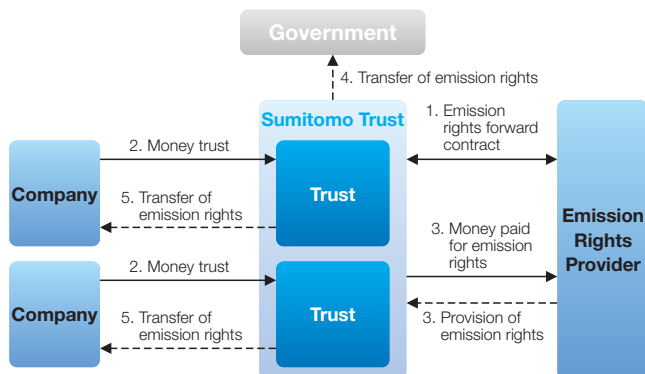 Government
4. Transfer of emission rights
Sumitomo Trust
1. Emission
rights forward
contract
2. Money trust
Company
Trust
5. Transfer of
emission rights
Emission
Rights
Provider
3. Money paid
for emission
rights
2. Money trust
Company
Trust
5. Transfer of
emission rights
3. Provision of
emission rights